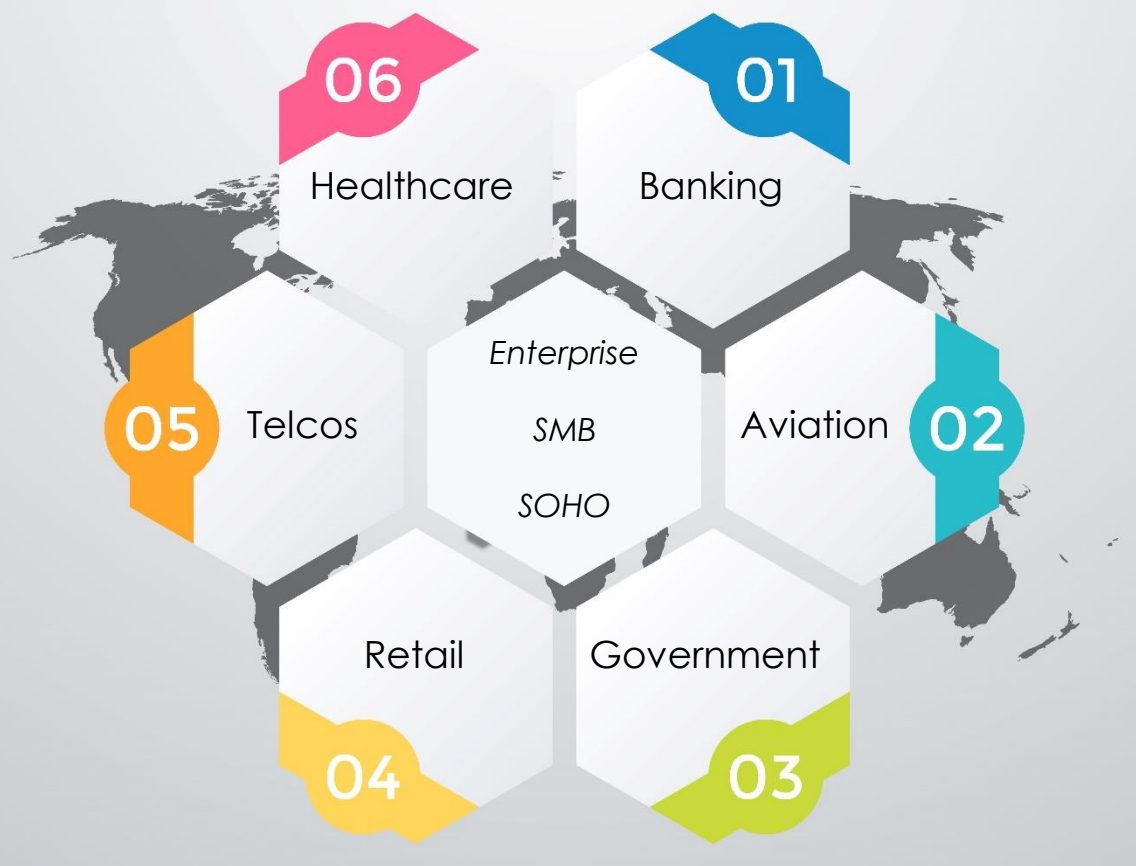 06
Healthcare
01
Banking
05
Telcos
Enterprise
SMB
SOHO
Aviation
02
Retail
04
Government
03